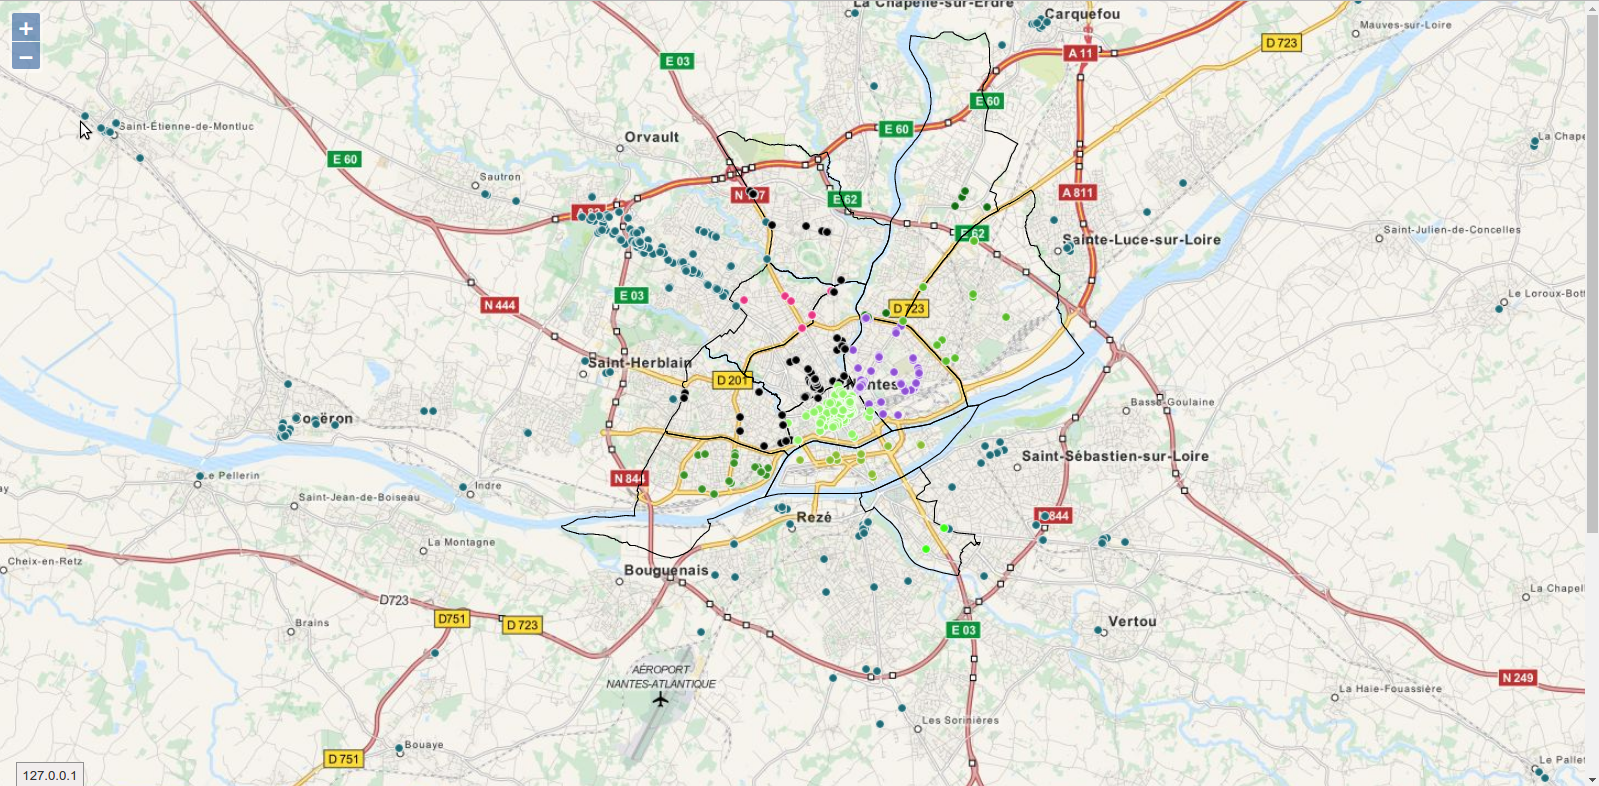 +
−
La Chapelle-sur-Erdre
Carquefou
Mauves-sur-Loire
A 11
D 723
E 03
E 60
E 60
Saint-Étienne-de-Montluc
Orvault
La Chape
E 60
Sautron
E 62
A 811
E 62
Sainte-Luce-sur-Loire
Saint-Julien-de-Concelles
E 03
N 444
D 723
Le Loroux-Bott
Saint-Herblain
D 201
Nantes
Basse-Goulaine
Couëron
Saint-Sébastien-sur-Loire
Le Pellerin
Indre
N 844
Saint-Jean-de-Boiseau
Rezé
La Montagne
Cheix-en-Retz
Bouguenais
D723
La Chapell
D751
D 723
Brains
Vertou
E 03
AÉROPORT
NANTES-ATLANTIQUE
N 249
La Haie-Fouassière
Les Sorinières
Bouaye
D 751
Le Pallet
127.0.0.1